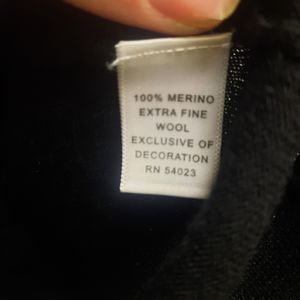 100% MERINO
EXTRA FINE
WOOL
EXCLUSIVE OF
DECORATION
RN 54023